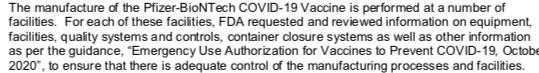 The manufacture of the Pfizer-BioNTech COVID-19 Vaccine is performed at a number of
facilities. For each of these facilities, FDA requested and reviewed information on equipment,
facilities, quality systems and controls, container closure systems as well as other information
as per the guidance, “Emergency Use Authorization for Vaccines to Prevent COVID-19, Octobe
2020”, to ensure that there is adequate control of the manufacturing processes and facilities.